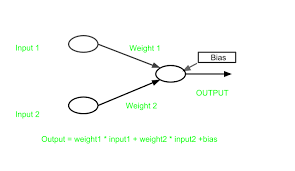 Input 1
Weight 1
Bias
OUTPUT
Weight 2
Input 2
Output = weight1 * input1 + weight2 * input2 +bias